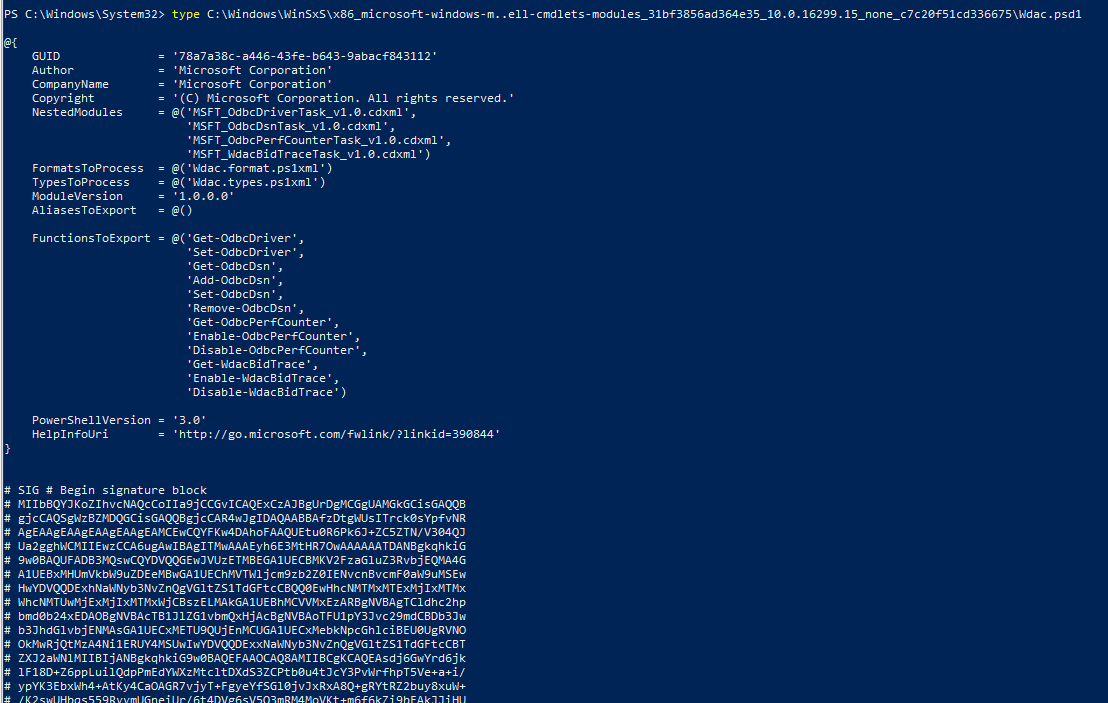 PS C:\Windows\System32> type C:\Windows\WinSxS\x86_microsoft-windows-m..ell-cmdlets-modules_31bf3856ad364e35_10.0.16299.15_none_c7c20f51cd336675\Wdac.psd1
@{
GUID = '78a7a38c-a446-43fe-b643-9abacf843112'
Author = 'Microsoft Corporation'
CompanyName = 'Microsoft Corporation'
Copyright = '(C) Microsoft Corporation. All rights reserved.'
NestedModules = @('MSFT_OdbcDriverTask_v1.0.cdxml',
'MSFT_OdbcDsnTask_v1.0.cdxml',
'MSFT_OdbcPerfCounterTask_v1.0.cdxml',
'MSFT_WdacBidTraceTask_v1.0.cdxml')
FormatsToProcess = @('Wdac.format.ps1xml')
TypesToProcess = @('Wdac.types.ps1xml')
ModuleVersion = '1.0.0.0'
AliasesToExport = @()
FunctionsToExport = @('Get-OdbcDriver',
'Set-OdbcDriver',
'Get-OdbcDsn',
'Add-OdbcDsn',
'Set-OdbcDsn',
'Remove-OdbcDsn',
'Get-OdbcPerfCounter',
'Enable-OdbcPerfCounter',
'Disable-OdbcPerfCounter',
'Get-WdacBidTrace',
'Enable-WdacBidTrace',
'Disable-WdacBidTrace')
PowerShellVersion = '3.0'
HelpInfoUri = 'http://go.microsoft.com/fwlink/?linkid=390844'
}
# SIG # Begin signature block
# MIIbBQYJKoZIhvcNAQcCoIIa9jCCGvICAQExCzAJBgUrDgMCGgUAMGkGCisGAQQB
# gjcCAQSgWzBZMDQGCisGAQQBgjcCAR4wJgIDAQAABBAfzDtgWUsITrck0sYpfvNR
# AgEAAgEAAgEAAgEAAgEAMCEwCQYFKw4DAhoFAAQUEtu0R6Pk6J+ZC5ZTN/V304QJ
# Ua2gghWCMIIEwzCCA6ugAwIBAgITMwAAAEyh6E3MtHR7OwAAAAAATDANBgkqhkiG
# 9w0BAQUFADB3MQswCQYDVQQGEwJVUzETMBEGA1UECBMKV2FzaGluZ3RvbjEQMA4G
# A1UEBxMHUmVkbW9uZDEeMBwGA1UEChMVTWljcm9zb2Z0IENvcnBvcmF0aW9uMSEw
# HwYDVQQDExhNaWNyb3NvZnQgVGltZS1TdGFtcCBQQ0EwHhcNMTMxMTExMjIxMTMx
# WhcNMTUwMjExMjIxMTMxWjCBszELMAkGA1UEBhMCVVMxEzARBgNVBAgTCldhc2hp
# bmd0b24xEDAOBgNVBAcTB1JlZG1vbmQxHjAcBgNVBAoTFU1pY3Jvc29mdCBDb3Jw
# b3JhdGlvbjENMAsGA1UECxMETU9QUjEnMCUGA1UECxMebkNpcGhlciBEU0UgRVNO
# OkMwRjQtMzA4Ni1ERUY4MSUwIwYDVQQDExxNaWNyb3NvZnQgVGltZS1TdGFtcCBT
# ZXJ2aWNlMIIBIjANBgkqhkiG9w0BAQEFAAOCAQ8AMIIBCgKCAQEAsdj6GwYrd6jk
# lF18D+Z6ppLuilQdpPmEdYWXzMtcltDXdS3ZCPtb0u4tJcY3PvWrfhpT5Ve+a+i/
# ypYK3EbxWh4+AtKy4CaOAGR7vjyT+FgyeYfSGl0jvJxRxA8Q+gRYtRZ2buy8xuW+